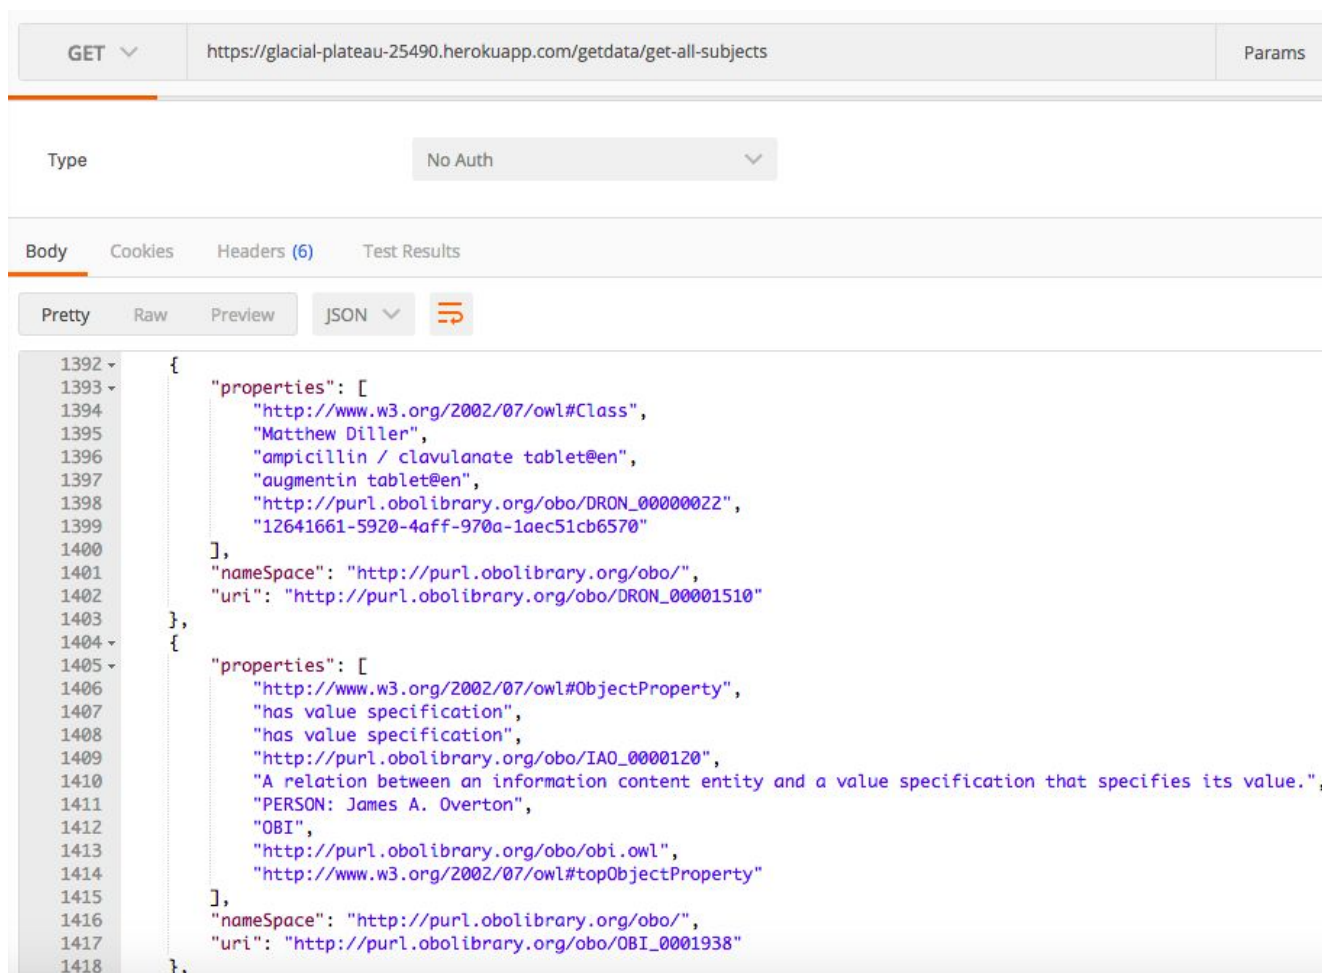 GET https://glacial-plateau-25490.herokuapp.com/getdata/get-all-subjects Params
Type No Auth
Body Cookies Headers (6) Test Results
Pretty Raw Preview JSON
1392 {
1393 "properties": [
1394 "http://www.w3.org/2002/07/owl#Class",
1395 "Matthew Diller",
1396 "ampicillin / clavulanate tablet@en",
1397 "augmentin tablet@en",
1398 "http://purl.obolibrary.org/obo/DRON_00000022",
1399 "12641661-5920-4aff-970a-1aec51cb6570"
1400 ],
1401 "nameSpace": "http://purl.obolibrary.org/obo/",
1402 "uri": "http://purl.obolibrary.org/obo/DRON_00001510"
1403 },
1404 {
1405 "properties": [
1406 "http://www.w3.org/2002/07/owl#ObjectProperty",
1407 "has value specification",
1408 "has value specification",
1409 "http://purl.obolibrary.org/obo/IAO_0000120",
1410 "A relation between an information content entity and a value specification that specifies its value.",
1411 "PERSON: James A. Overton",
1412 "OBI",
1413 "http://purl.obolibrary.org/obo/obi.owl",
1414 "http://www.w3.org/2002/07/owl#topObjectProperty"
1415 ],
1416 "nameSpace": "http://purl.obolibrary.org/obo/",
1417 "uri": "http://purl.obolibrary.org/obo/OBI_0001938"
1418 },